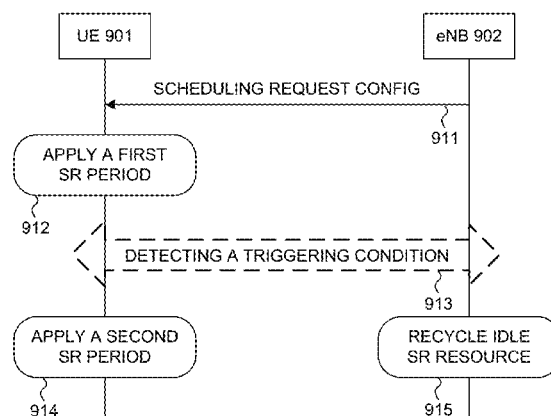 UE 901
eNB 902
SCHEDULING REQUEST CONFIG
911
APPLY A FIRST
SR PERIOD
912
DETECTING A TRIGGERING CONDITION
913
APPLY A SECOND
SR PERIOD
914
RECYCLE IDLE
SR RESOURCE
915